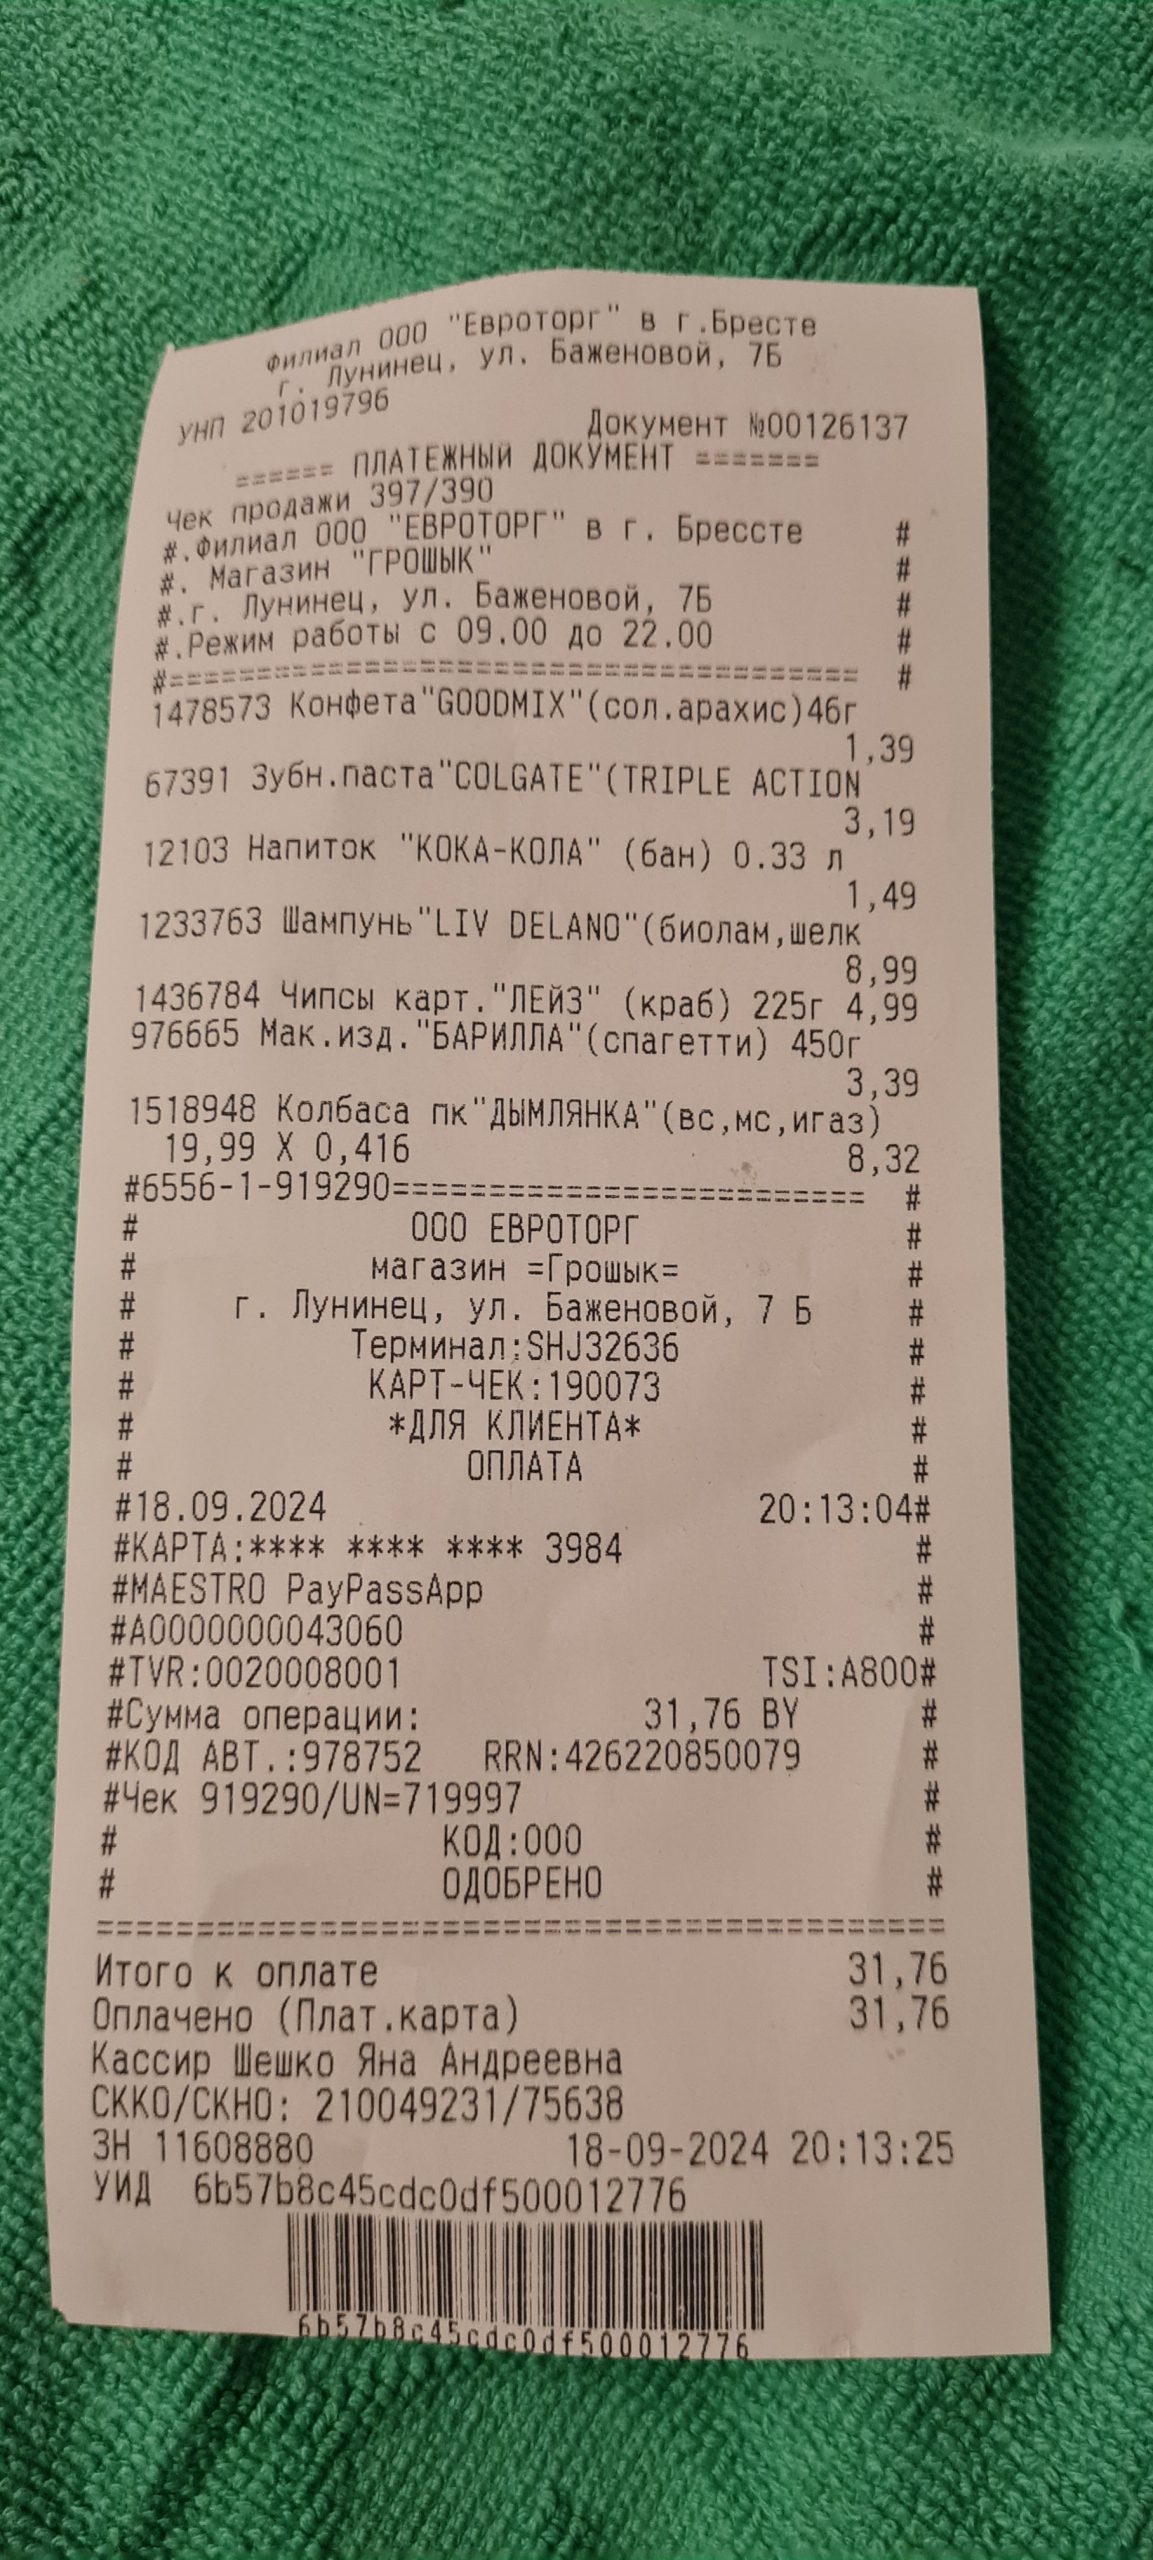 Филиал ООО "Евроторг" в г.Бресте
г. Лунинец, ул. Баженовой, 7Б
УНП 201019796
Документ №00126137
====== ПЛАТЕЖНЫЙ ДОКУМЕНТ =======
Чек продажи 397/390
#.Филиал ООО "ЕВРОТОРГ" в г. Брессте #
#. Магазин "ГРОШЫК" #
#.г. Лунинец, ул. Баженовой, 7Б #
#.Режим работы с 09.00 до 22.00 #
#=================================== #
1478573 Конфета"GOODMIX"(сол.арахис)46г
1,39
67391 Зубн.паста"COLGATE"(TRIPLE ACTION
3,19
12103 Напиток "КОКА-КОЛА" (бан) 0.33 л
1,49
1233763 Шампунь"LIV DELANO"(биолам,шелк
8,99
1436784 Чипсы карт."ЛЕЙЗ" (краб) 225г 4,99
976665 Мак.изд."БАРИЛЛА"(спагетти) 450г
3,39
1518948 Колбаса пк"ДЫМЛЯНКА"(вс,мс,игаз)
19,99 X 0,416 8,32
#6556-1-919290======================== #
# ООО ЕВРОТОРГ #
# магазин =Грошык= #
# г. Лунинец, ул. Баженовой, 7 Б #
# Терминал:SHJ32636 #
# КАРТ-ЧЕК:190073 #
# *ДЛЯ КЛИЕНТА* #
# ОПЛАТА #
#18.09.2024 20:13:04#
#КАРТА:**** **** **** 3984 #
#MAESTRO PayPassApp #
#A0000000043060 #
#TVR:0020008001 TSI:A800#
#Сумма операции: 31,76 BY #
#КОД АВТ.:978752 RRN:426220850079 #
#Чек 919290/UN=719997 #
# КОД:000 #
# ОДОБРЕНО #
==========================================
Итого к оплате 31,76
Оплачено (Плат.карта) 31,76
Кассир Шешко Яна Андреевна
СККО/СКНО: 210049231/75638
ЗН 11608880 18-09-2024 20:13:25
УИД 6b57b8c45cdc0df500012776
6b57b8c45cdc0df500012776